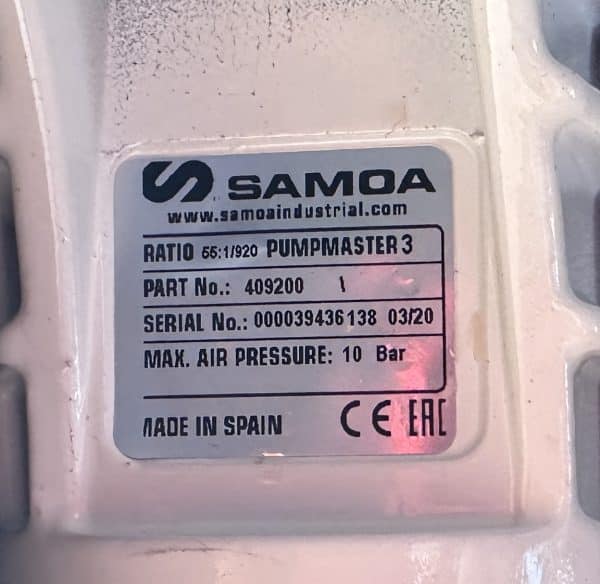 SAMOA
www.samoaindustrial.com
RATIO 55:1/920 PUMPMASTER 3
PART No.: 409200 \
SERIAL No.: 000039436138 03/20
MAX. AIR PRESSURE: 10 Bar
MADE IN SPAIN CE EAC